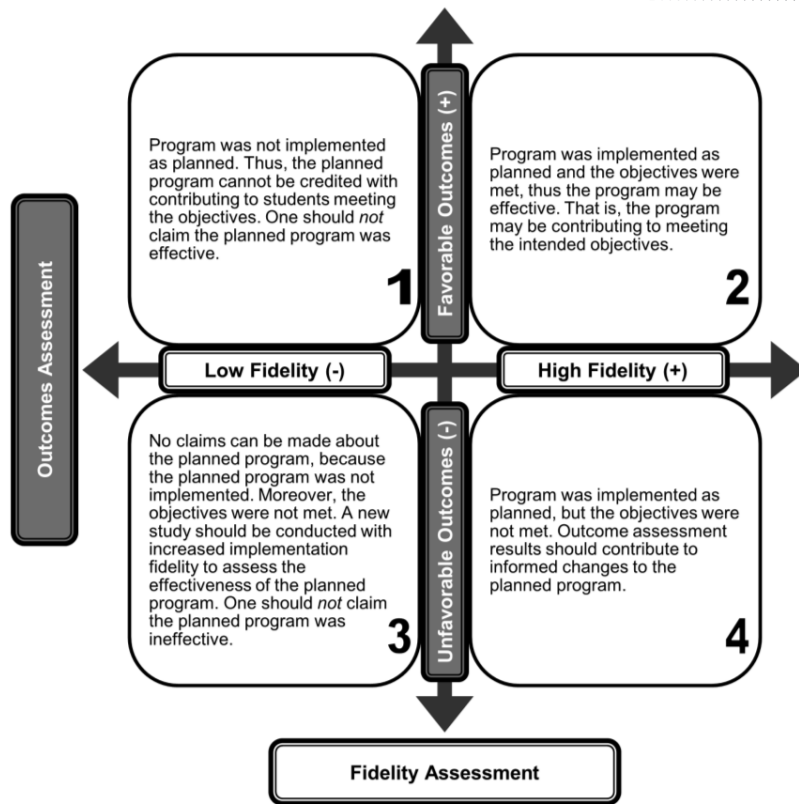 Outcomes Assessment
Favorable Outcomes (+)
Program was not implemented
as planned. Thus, the planned
program cannot be credited with
contributing to students meeting
the objectives. One should not
claim the planned program was
effective.
1
Program was implemented as
planned and the objectives were
met, thus the program may be
effective. That is, the program
may be contributing to meeting
the intended objectives.
2
Low Fidelity (-)
High Fidelity (+)
Unfavorable Outcomes (-)
No claims can be made about
the planned program, because
the planned program was not
implemented. Moreover, the
objectives were not met. A new
study should be conducted with
increased implementation
fidelity to assess the
effectiveness of the planned
program. One should not claim
the planned program was
ineffective.
3
Program was implemented as
planned, but the objectives were
not met. Outcome assessment
results should contribute to
informed changes to the
planned program.
4
Fidelity Assessment